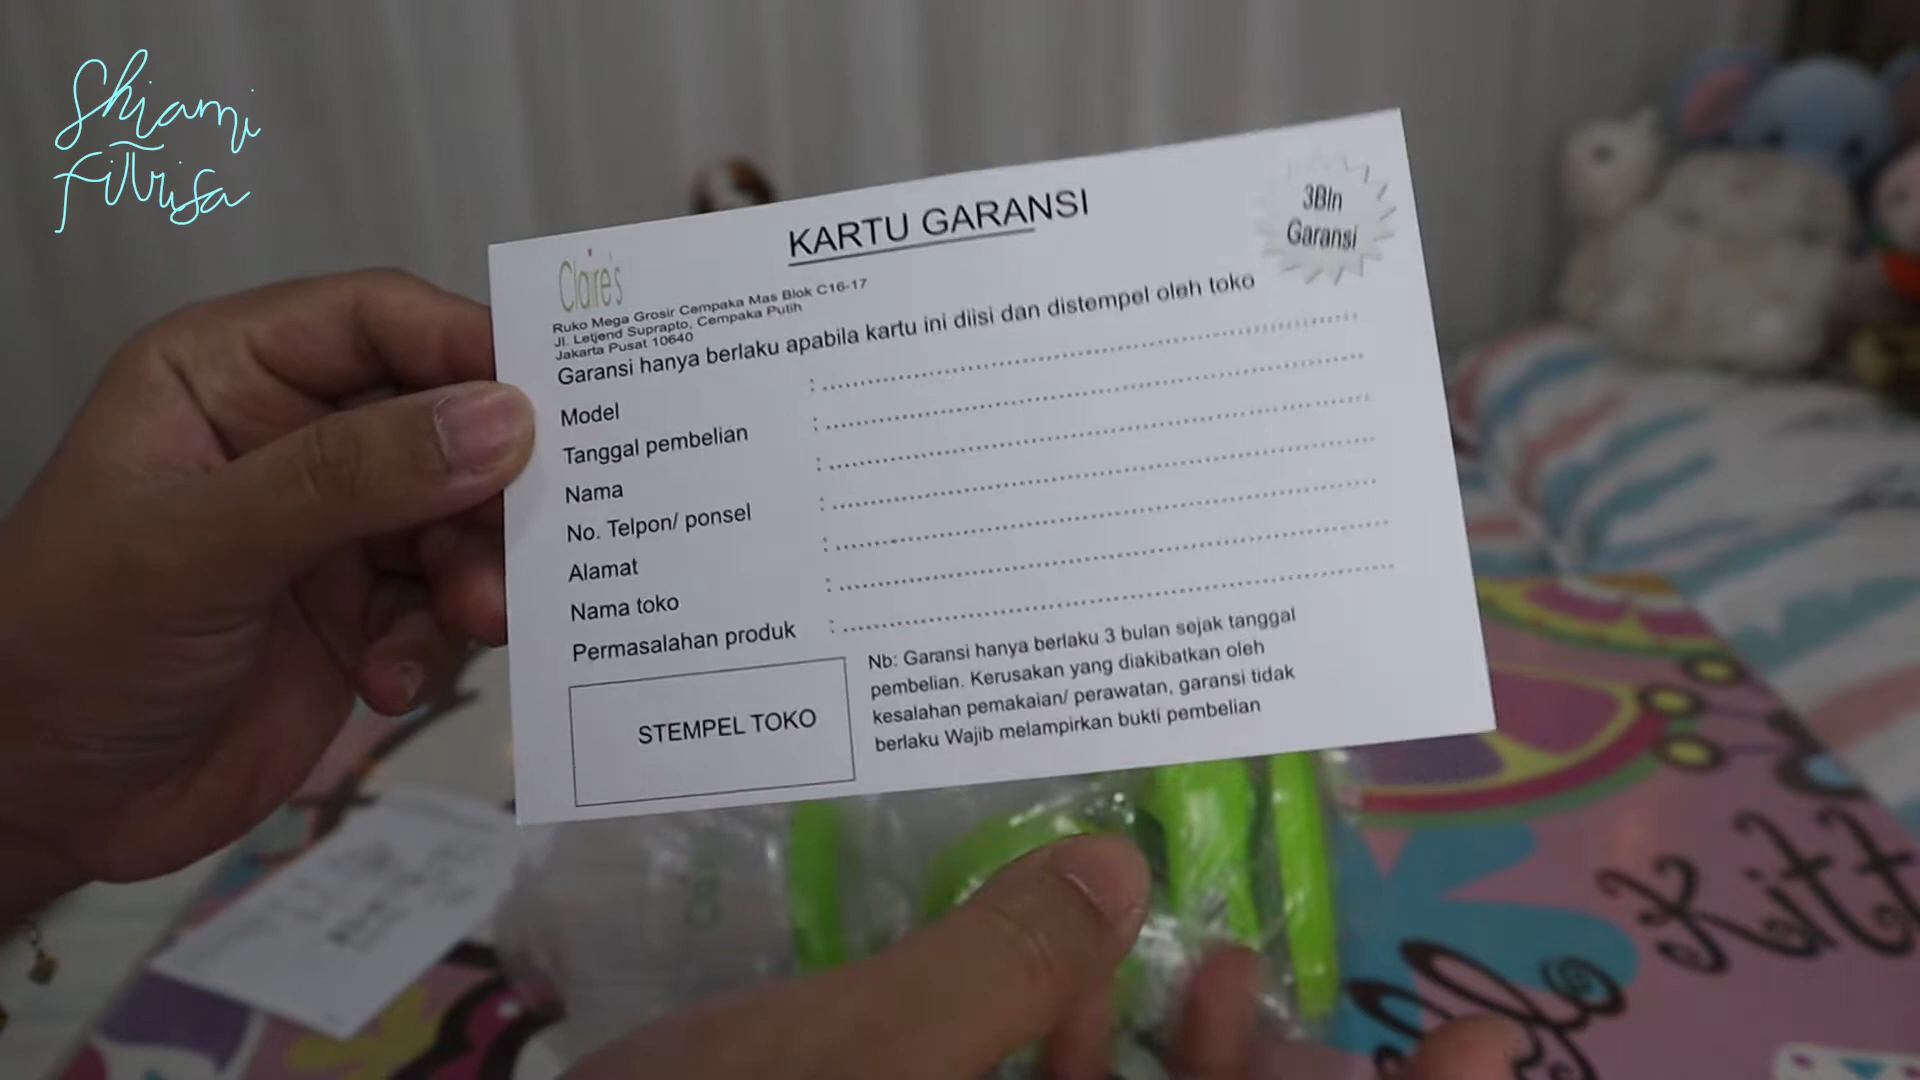 Shiami
Fitrisa
KARTU GARANSI
3Bln
Garansi
Claire's
Ruko Mega Grosir Cempaka Mas Blok C16-17
Jl. Letjend Suprapto, Cempaka Putih
Jakarta Pusat 10640
Garansi hanya berlaku apabila kartu ini diisi dan distempel oleh toko
Model :
Tanggal pembelian :
Nama :
No. Telpon/ ponsel :
Alamat :
Nama toko :
Permasalahan produk :
STEMPEL TOKO
Nb: Garansi hanya berlaku 3 bulan sejak tanggal
pembelian. Kerusakan yang diakibatkan oleh
kesalahan pemakaian/ perawatan, garansi tidak
berlaku Wajib melampirkan bukti pembelian